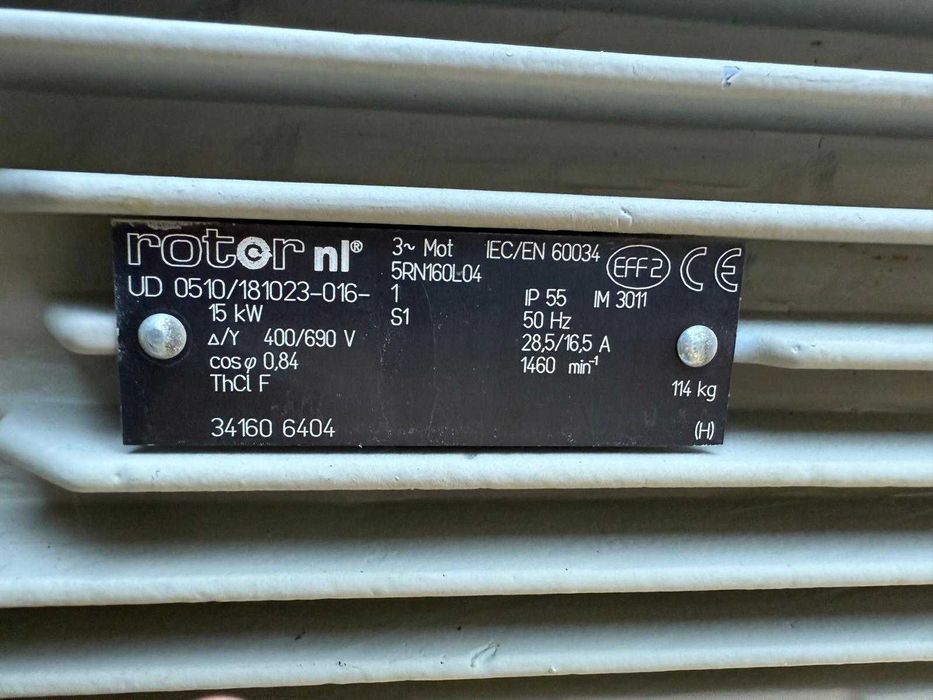 rotor nl®
3~ Mot IEC/EN 60034 EFF2 CE
5RN160L04
UD 0510/181023-016-
1 IP 55 IM 3011
15 kW S1 50 Hz
Δ/Y 400/690 V 28,5/16,5 A
cosφ 0,84 1460 min⁻¹
ThCl F 114 kg
34160 6404 (H)